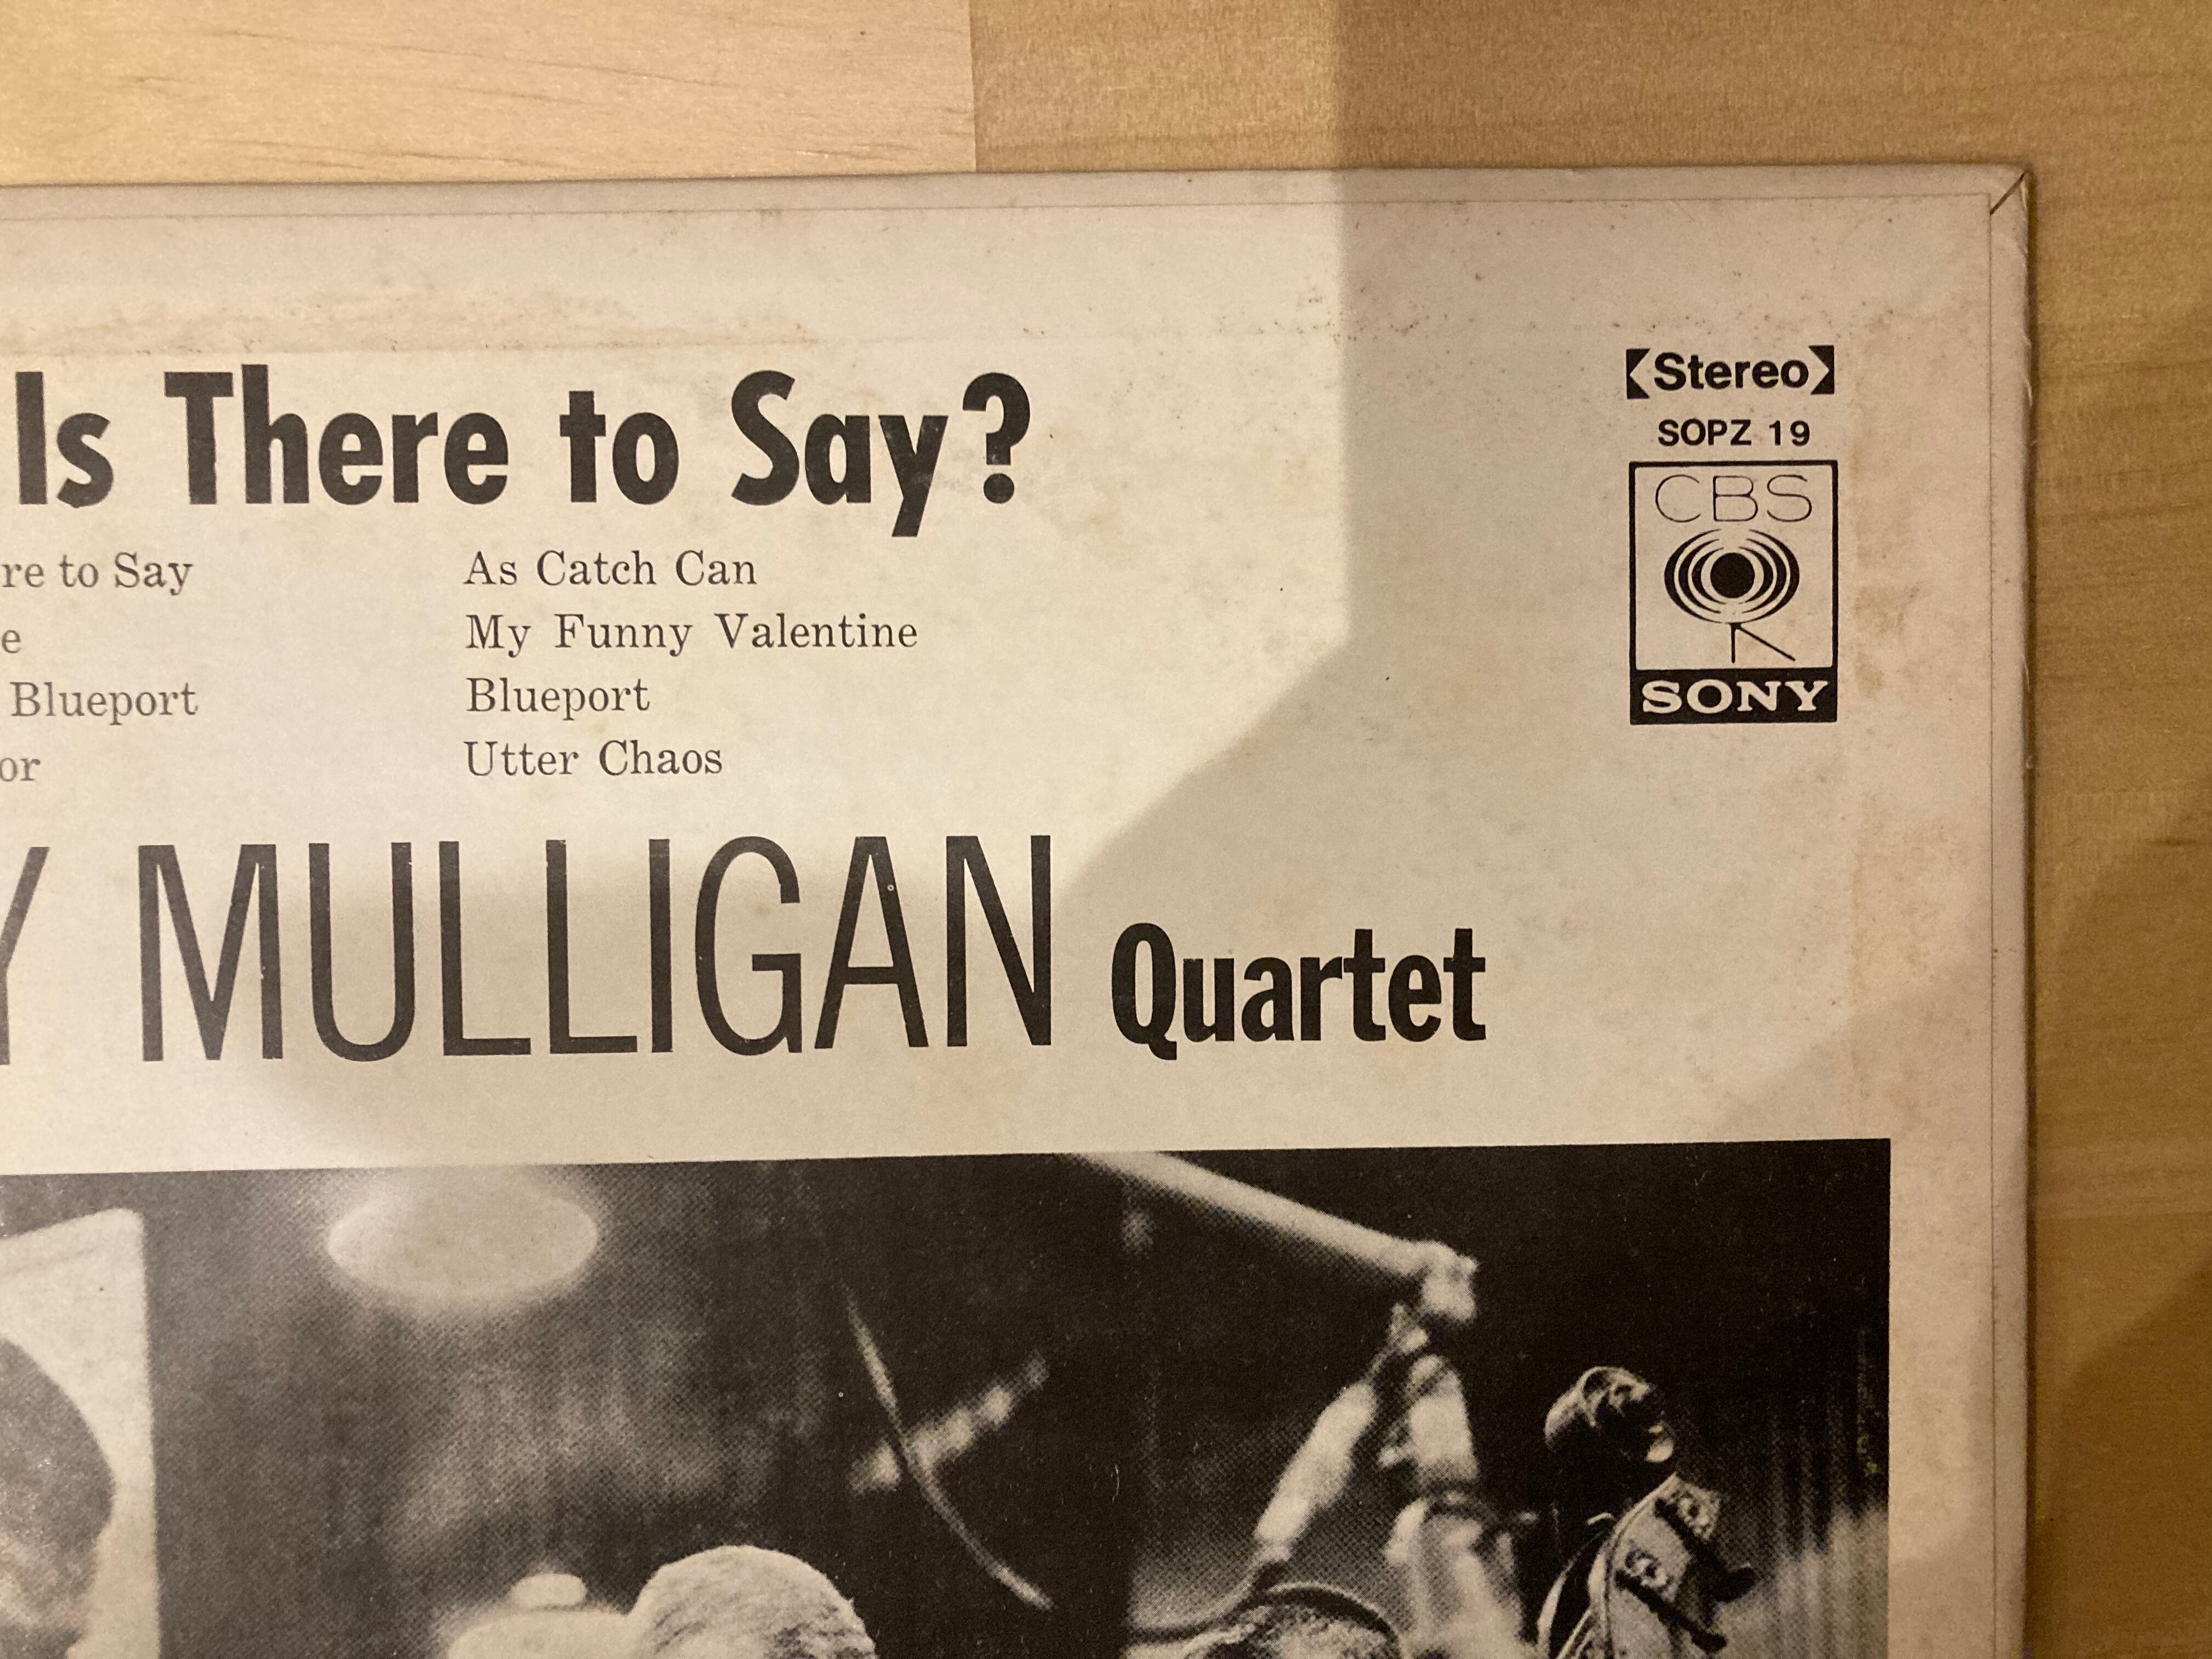 Is There to Say?
re to Say
e
Blueport
or
As Catch Can
My Funny Valentine
Blueport
Utter Chaos
Y MULLIGAN Quartet
【Stereo】
SOPZ 19
CBS
SONY